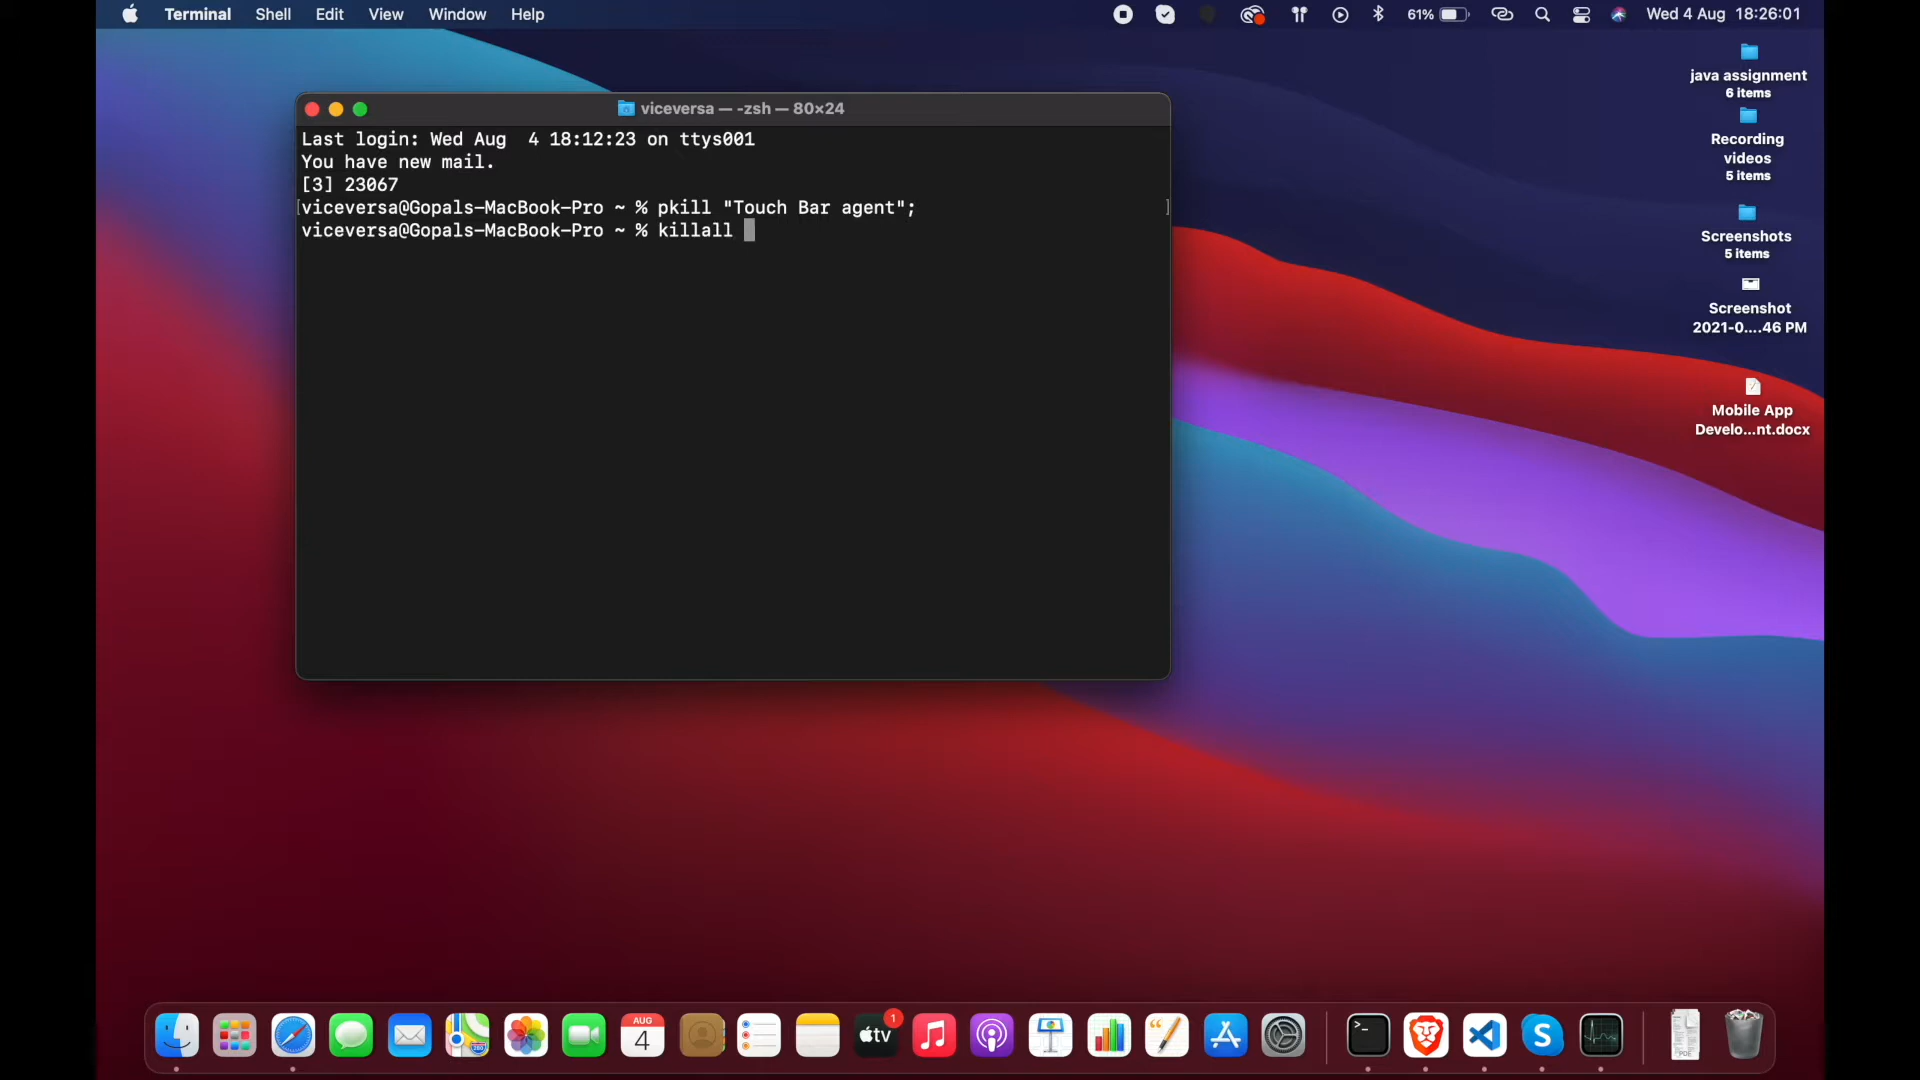 Terminal Shell Edit View Window Help
61%
Wed 4 Aug 18:26:01
viceversa — -zsh — 80×24
Last login: Wed Aug  4 18:12:23 on ttys001
You have new mail.
[3] 23067
[viceversa@Gopals-MacBook-Pro ~ % pkill "Touch Bar agent"; ]
viceversa@Gopals-MacBook-Pro ~ % killall
java assignment
6 items
Recording
videos
5 items
Screenshots
5 items
Screenshot
2021-0....46 PM
Mobile App
Develo...nt.docx
AUG
4
tv
1
S